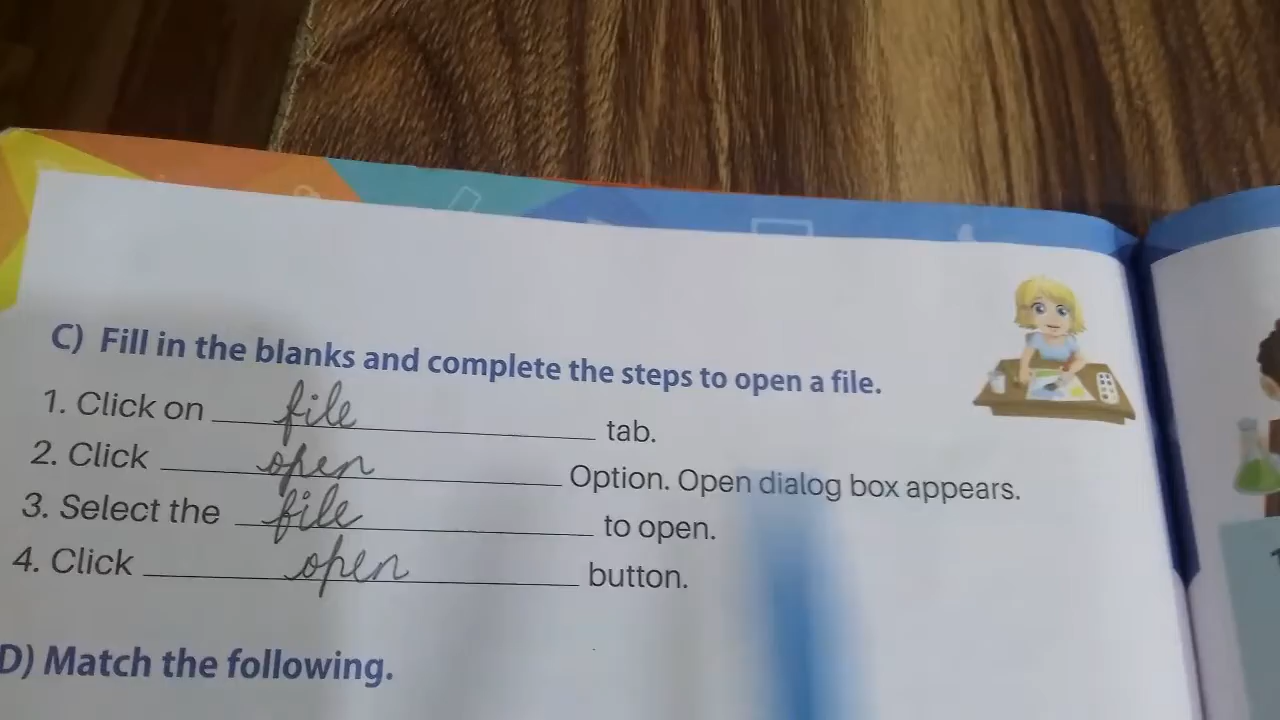 C) Fill in the blanks and complete the steps to open a file.
1. Click on file tab.
2. Click open Option. Open dialog box appears.
3. Select the file to open.
4. Click open button.
D) Match the following.